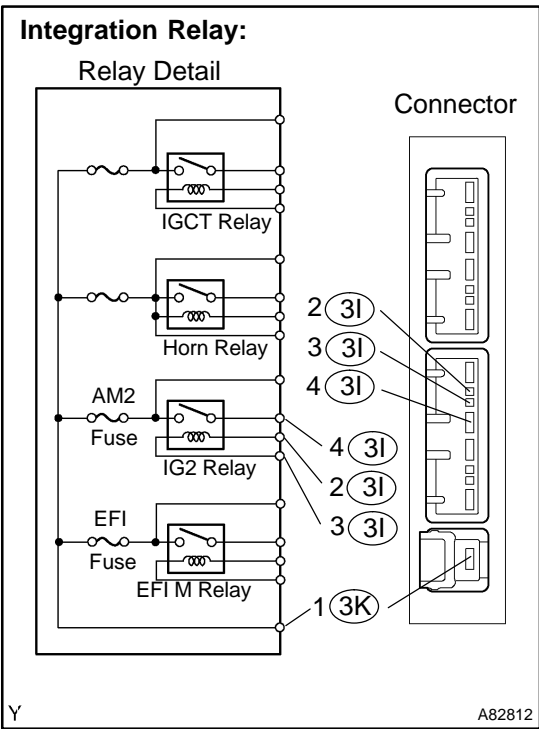 Integration Relay:
Relay Detail
Connector
IGCT Relay
Horn Relay
AM2
Fuse
IG2 Relay
EFI
Fuse
EFI M Relay
2 3I
3 3I
4 3I
4 3I
2 3I
3 3I
1 3K
Y
A82812